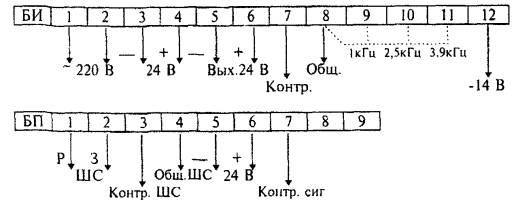 БИ 1 2 3 4 5 6 7 8 9 10 11 12
— + — +
1кГц 2,5кГц 3,9кГц
~ 220 В 24 В Вых. 24 В Общ.
Контр. -14 В
БП 1 2 3 4 5 6 7 8 9
Р З — +
ШС Общ. ШС 24 В
Контр. ШС Контр. сиг